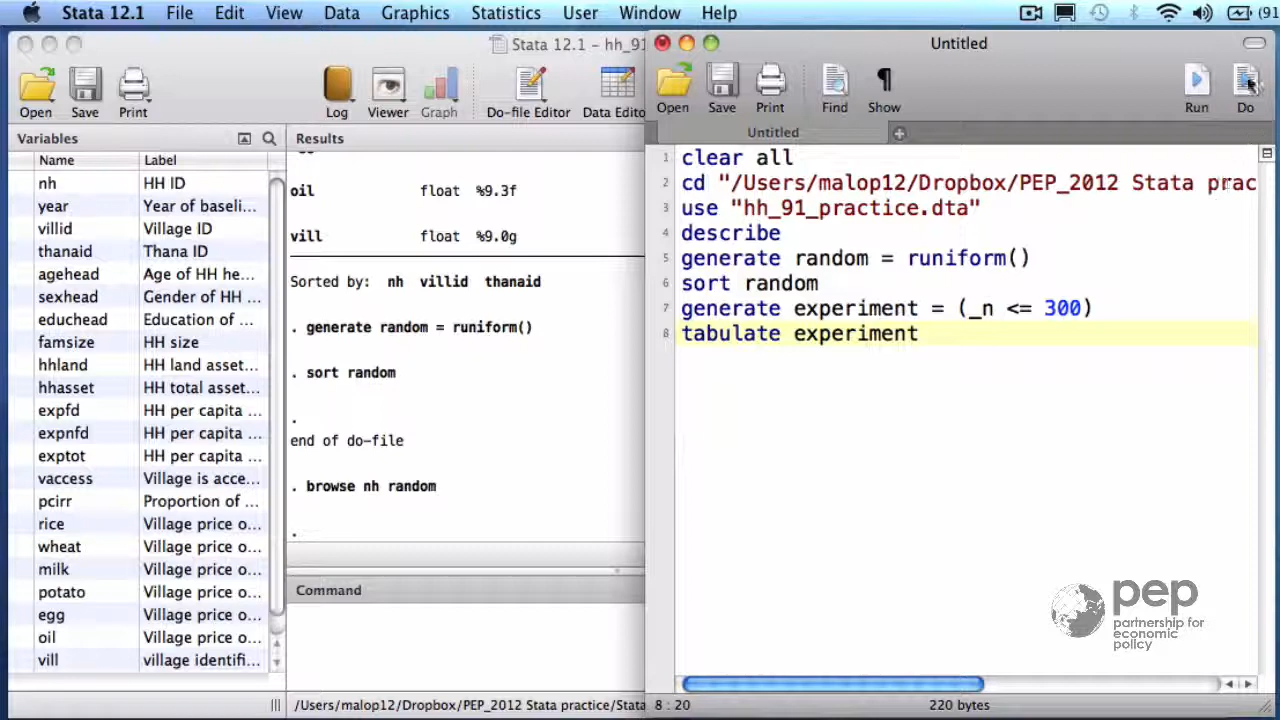 Stata 12.1 File Edit View Data Graphics Statistics User Window Help (91
Stata 12.1 – hh_91
Open Save Print Log Viewer Graph Do-file Editor Data Edito
Variables
Name Label
nh HH ID
year Year of baseli...
villid Village ID
thanaid Thana ID
agehead Age of HH he...
sexhead Gender of HH ...
educhead Education of ...
famsize HH size
hhland HH land asset...
hhasset HH total asset...
expfd HH per capita ...
expnfd HH per capita ...
exptot HH per capita ...
vaccess Village is acce...
pcirr Proportion of ...
rice Village price o...
wheat Village price o...
milk Village price o...
potato Village price o...
egg Village price o...
oil Village price o...
vill village identifi...
Results
oil float %9.3f
vill float %9.0g
Sorted by: nh villid thanaid
. generate random = runiform()
. sort random
.
end of do-file
. browse nh random
.
Command
/Users/malop12/Dropbox/PEP_2012 Stata practice/Stata
Untitled
Open Save Print Find Show Run Do
Untitled
1 clear all
2 cd "/Users/malop12/Dropbox/PEP_2012 Stata prac
3 use "hh_91_practice.dta"
4 describe
5 generate random = runiform()
6 sort random
7 generate experiment = (_n <= 300)
8 tabulate experiment
pep
partnership for
economic
policy
8 : 20 220 bytes